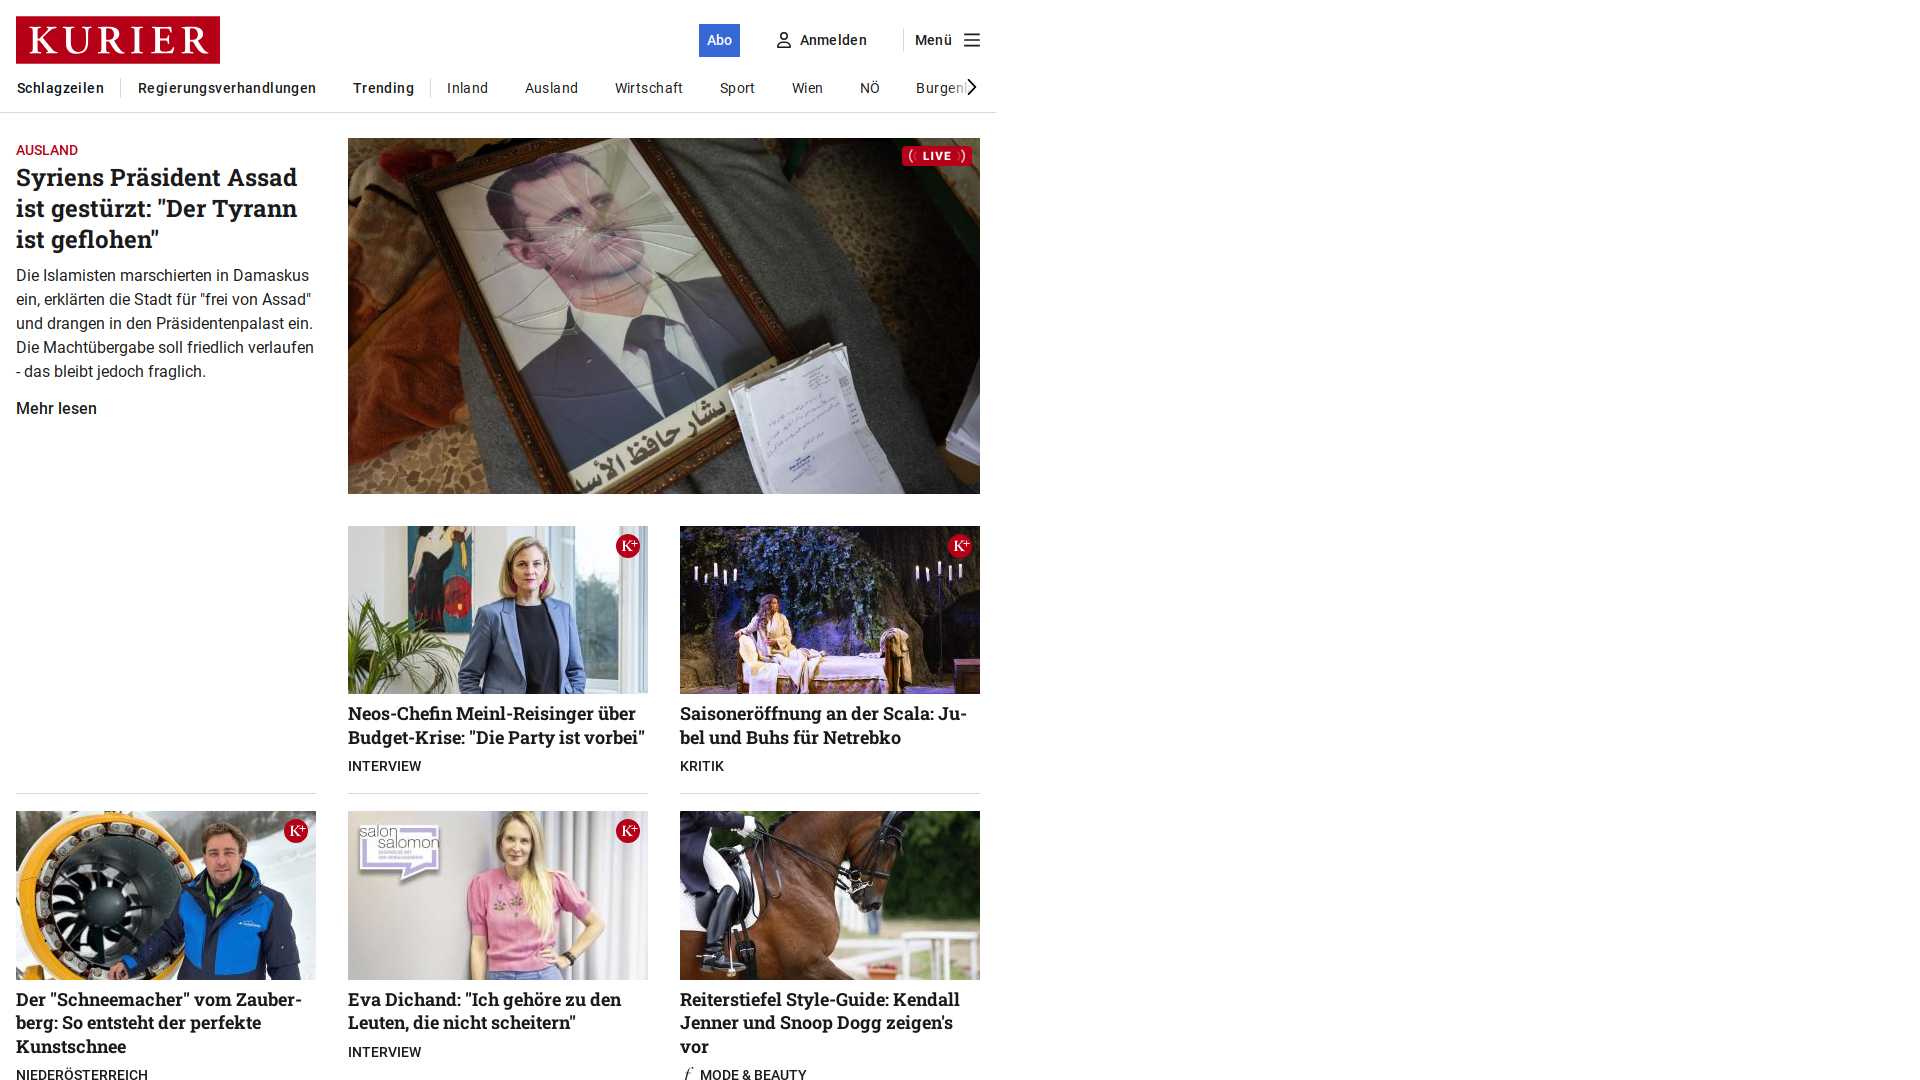 KURIER
Abo
Anmelden
Menü
Schlagzeilen
Regierungsverhandlungen
Trending
Inland
Ausland
Wirtschaft
Sport
Wien
NÖ
AUSLAND
Syriens Präsident Assad
ist gestürzt: "Der Tyrann
ist geflohen"
Die Islamisten marschierten in Damaskus
ein, erklärten die Stadt für "frei von Assad"
und drangen in den Präsidentenpalast ein.
Die Machtübergabe soll friedlich verlaufen
- das bleibt jedoch fraglich.
Mehr lesen
LIVE
بشار حافظ الأسد
K+
Neos-Chefin Meinl-Reisinger über
Budget-Krise: "Die Party ist vorbei"
INTERVIEW
K+
Saisoneröffnung an der Scala: Ju-
bel und Buhs für Netrebko
KRITIK
K+
Der "Schneemacher" vom Zauber-
berg: So entsteht der perfekte
Kunstschnee
NIEDERÖSTERREICH
salon
salomon
K+
Eva Dichand: "Ich gehöre zu den
Leuten, die nicht scheitern"
INTERVIEW
Reiterstiefel Style-Guide: Kendall
Jenner und Snoop Dogg zeigen's
vor
f MODE & BEAUTY